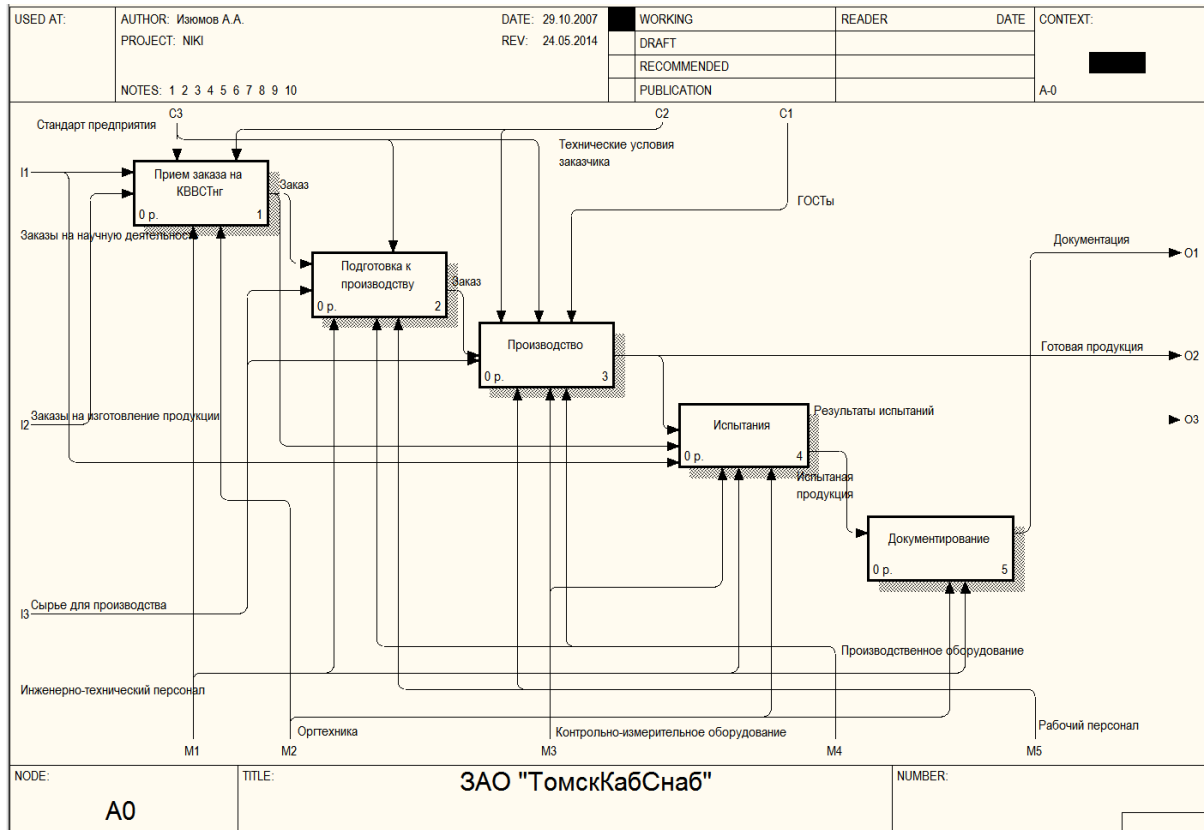 USED AT:
AUTHOR: Изюмов А.А.
DATE: 29.10.2007
WORKING
READER
DATE
CONTEXT:
PROJECT: NIKI
REV: 24.05.2014
DRAFT
RECOMMENDED
NOTES: 1 2 3 4 5 6 7 8 9 10
PUBLICATION
A-0
C3
C2
C1
Стандарт предприятия
Технические условия
заказчика
I1
Прием заказа на
КВВСТнг
0 р.
1
Заказ
ГОСТы
Заказы на научную деятельность
Документация
O1
Подготовка к
производству
0 р.
2
Заказ
Производство
0 р.
3
Готовая продукция
O2
I2
Заказы на изготовление продукции
Испытания
0 р.
4
Результаты испытаний
O3
Испытаная
продукция
Документирование
0 р.
5
I3
Сырье для производства
Производственное оборудование
Инженерно-технический персонал
Оргтехника
Контрольно-измерительное оборудование
Рабочий персонал
M1
M2
M3
M4
M5
NODE:
TITLE:
NUMBER:
A0
ЗАО "ТомскКабСнаб"